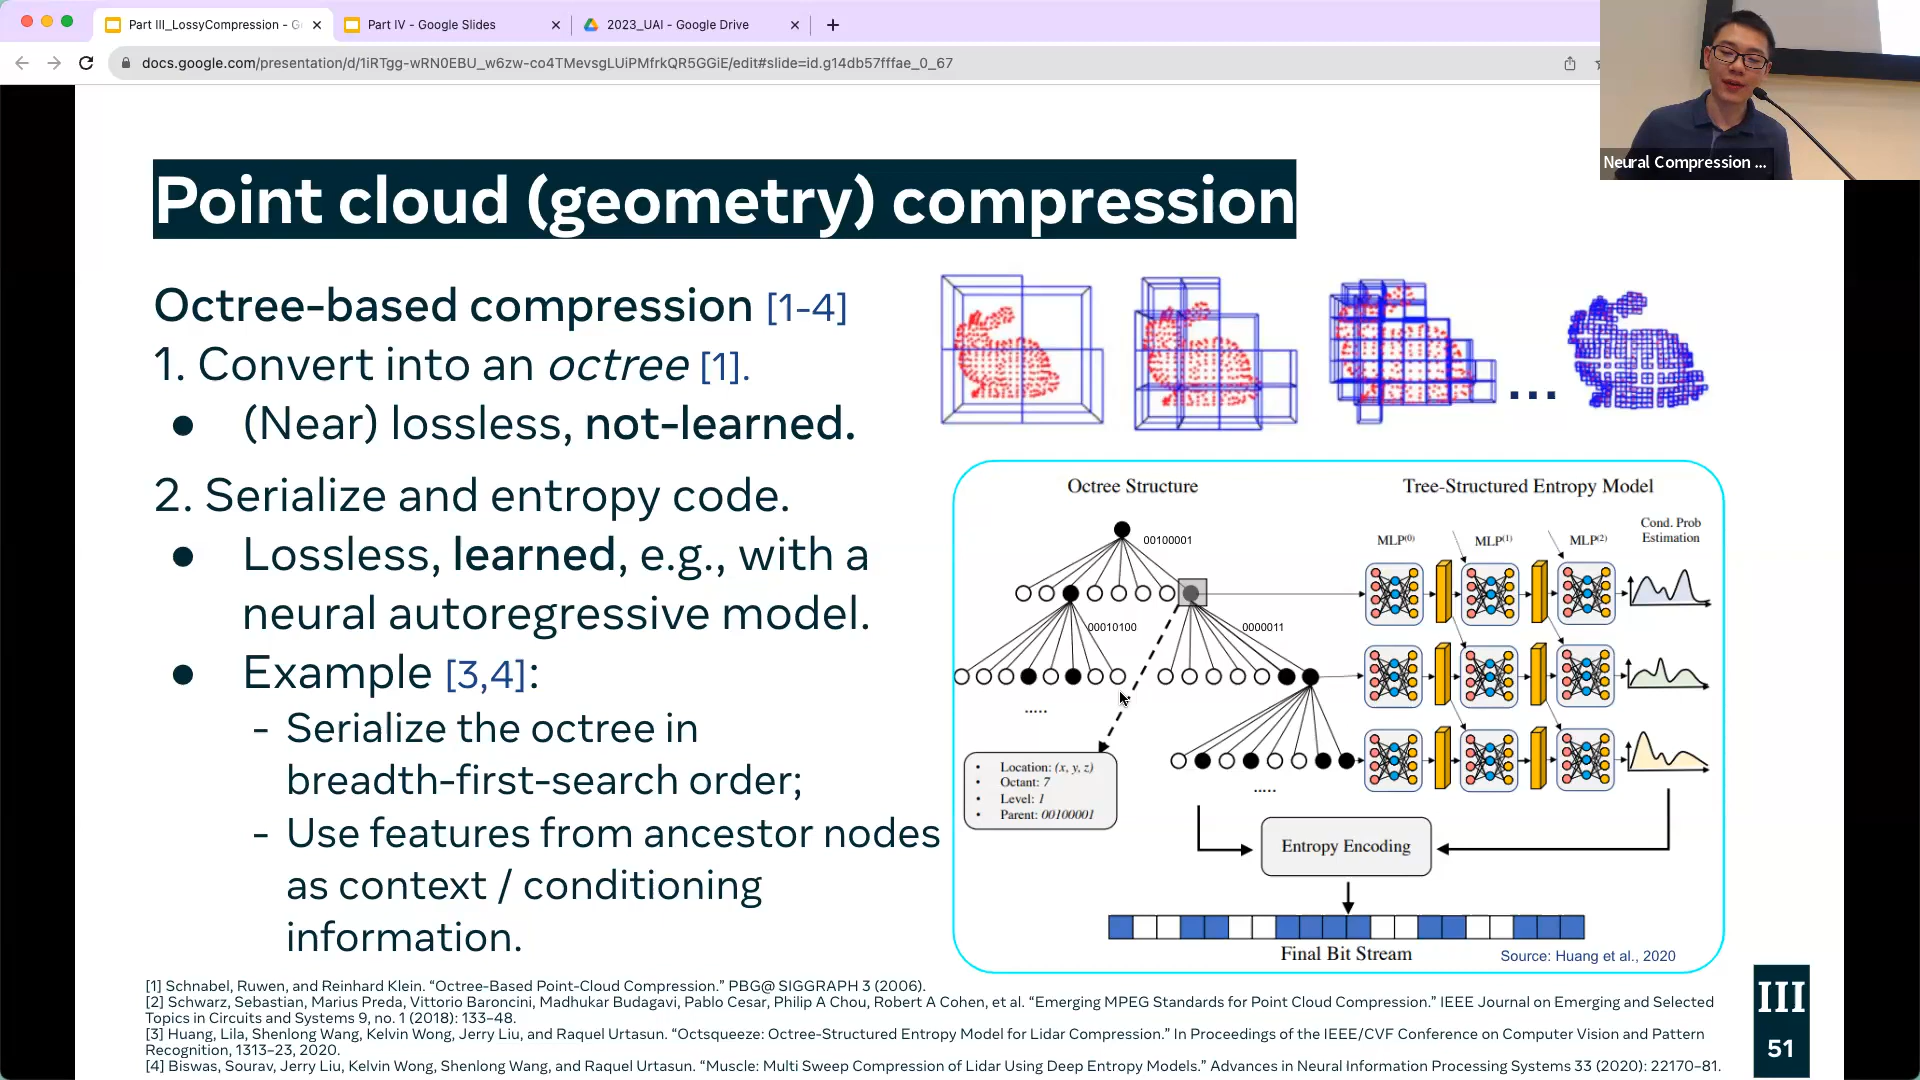 Part III_LossyCompression - G
Part IV - Google Slides
2023_UAI - Google Drive
docs.google.com/presentation/d/1iRTgg-wRN0EBU_w6zw-co4TMevsgLUiPMfrkQR5GGiE/edit#slide=id.g14db57fffae_0_67
Neural Compression ...
Point cloud (geometry) compression
Octree-based compression [1-4]
1. Convert into an octree [1].
● (Near) lossless, not-learned.
2. Serialize and entropy code.
● Lossless, learned, e.g., with a
neural autoregressive model.
● Example [3,4]:
- Serialize the octree in
breadth-first-search order;
- Use features from ancestor nodes
as context / conditioning
information.
...
Octree Structure
Tree-Structured Entropy Model
Cond. Prob
Estimation
MLP(0)
MLP(1)
MLP(2)
00100001
00010100
0000011
.....
.....
• Location: (x, y, z)
• Octant: 7
• Level: 1
• Parent: 00100001
Entropy Encoding
Final Bit Stream
Source: Huang et al., 2020
[1] Schnabel, Ruwen, and Reinhard Klein. “Octree-Based Point-Cloud Compression.” PBG@ SIGGRAPH 3 (2006).
[2] Schwarz, Sebastian, Marius Preda, Vittorio Baroncini, Madhukar Budagavi, Pablo Cesar, Philip A Chou, Robert A Cohen, et al. “Emerging MPEG Standards for Point Cloud Compression.” IEEE Journal on Emerging and Selected
Topics in Circuits and Systems 9, no. 1 (2018): 133–48.
[3] Huang, Lila, Shenlong Wang, Kelvin Wong, Jerry Liu, and Raquel Urtasun. “Octsqueeze: Octree-Structured Entropy Model for Lidar Compression.” In Proceedings of the IEEE/CVF Conference on Computer Vision and Pattern
Recognition, 1313–23, 2020.
[4] Biswas, Sourav, Jerry Liu, Kelvin Wong, Shenlong Wang, and Raquel Urtasun. “Muscle: Multi Sweep Compression of Lidar Using Deep Entropy Models.” Advances in Neural Information Processing Systems 33 (2020): 22170–81.
III
51